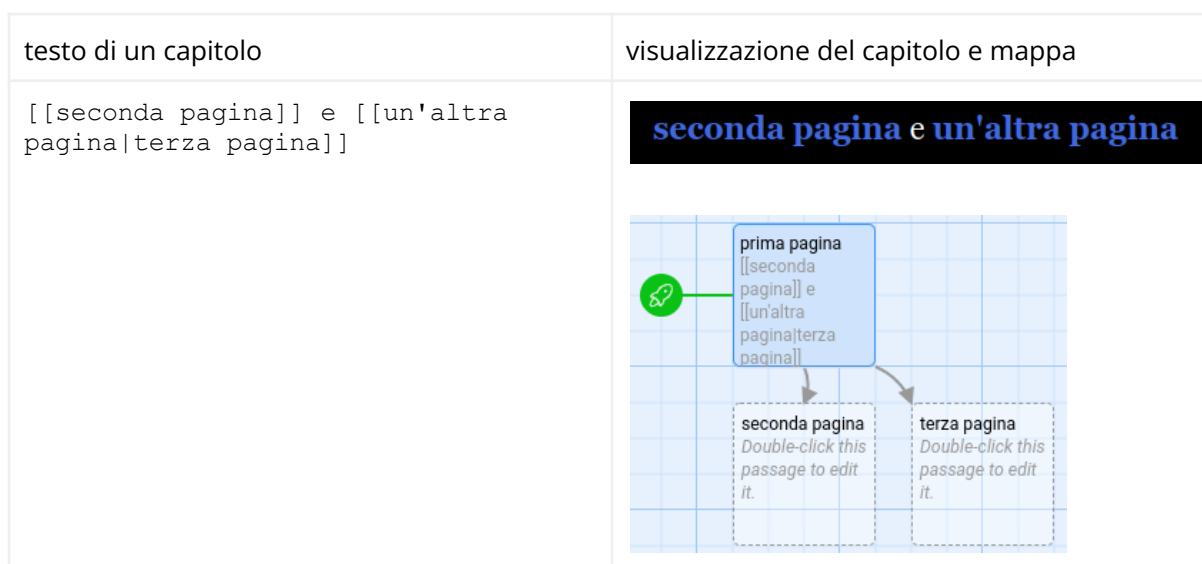 testo di un capitolo
visualizzazione del capitolo e mappa
[[seconda pagina]] e [[un'altra
pagina|terza pagina]]
seconda pagina e un'altra pagina
prima pagina
[[seconda
pagina]] e
[[un'altra
pagina|terza
pagina]]
seconda pagina
Double-click this
passage to edit
it.
terza pagina
Double-click this
passage to edit
it.